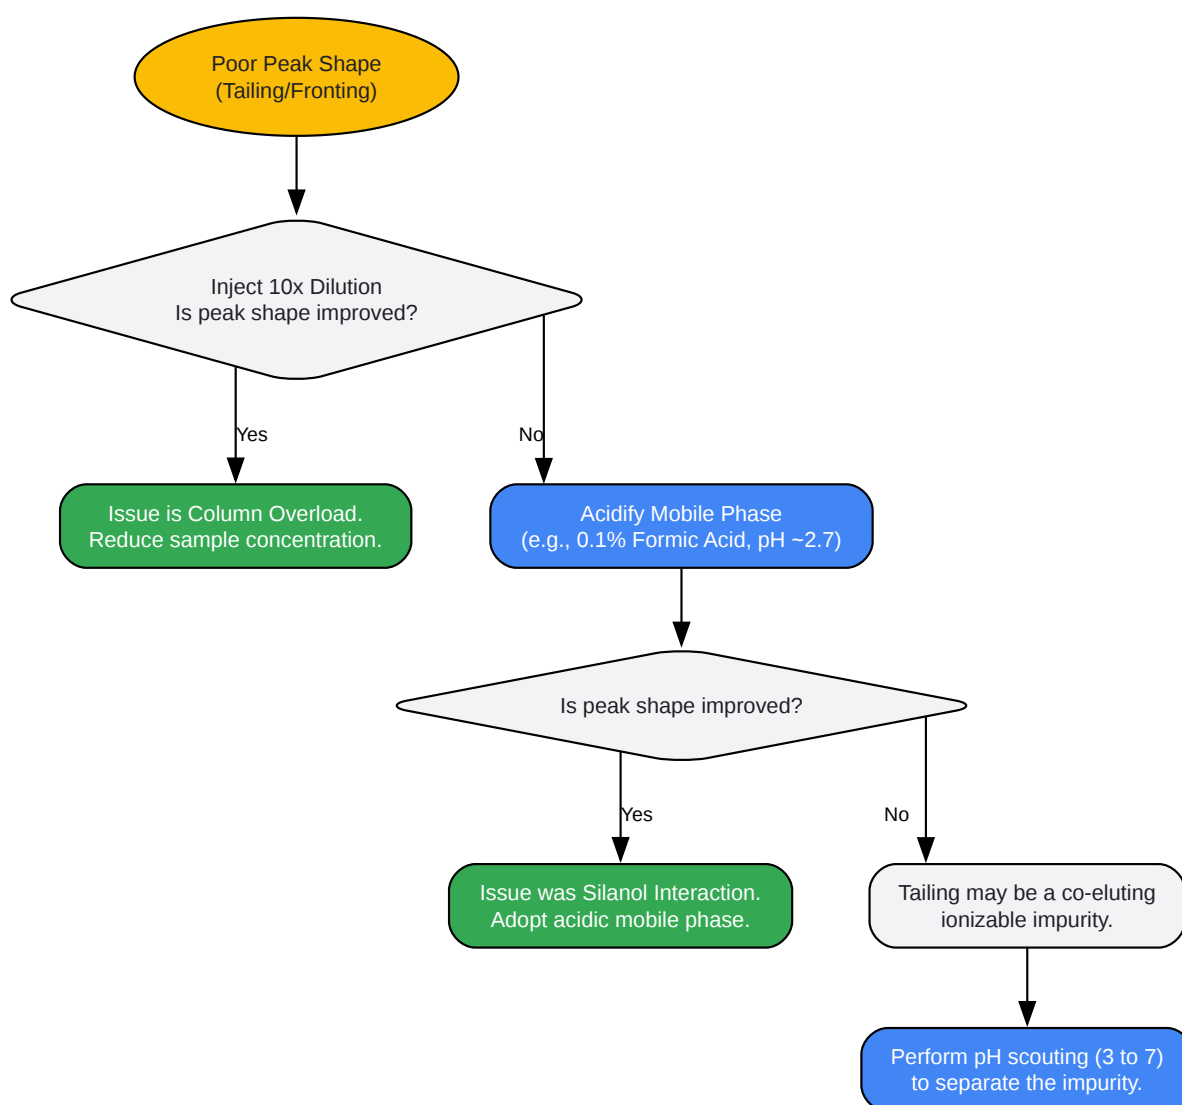 Poor Peak Shape
(Tailing/Fronting)
Inject 10x Dilution
Is peak shape improved?
Yes
No
Issue is Column Overload.
Reduce sample concentration.
Acidify Mobile Phase
(e.g., 0.1% Formic Acid, pH ~2.7)
Is peak shape improved?
Yes
No
Issue was Silanol Interaction.
Adopt acidic mobile phase.
Tailing may be a co-eluting
ionizable impurity.
Perform pH scouting (3 to 7)
to separate the impurity.